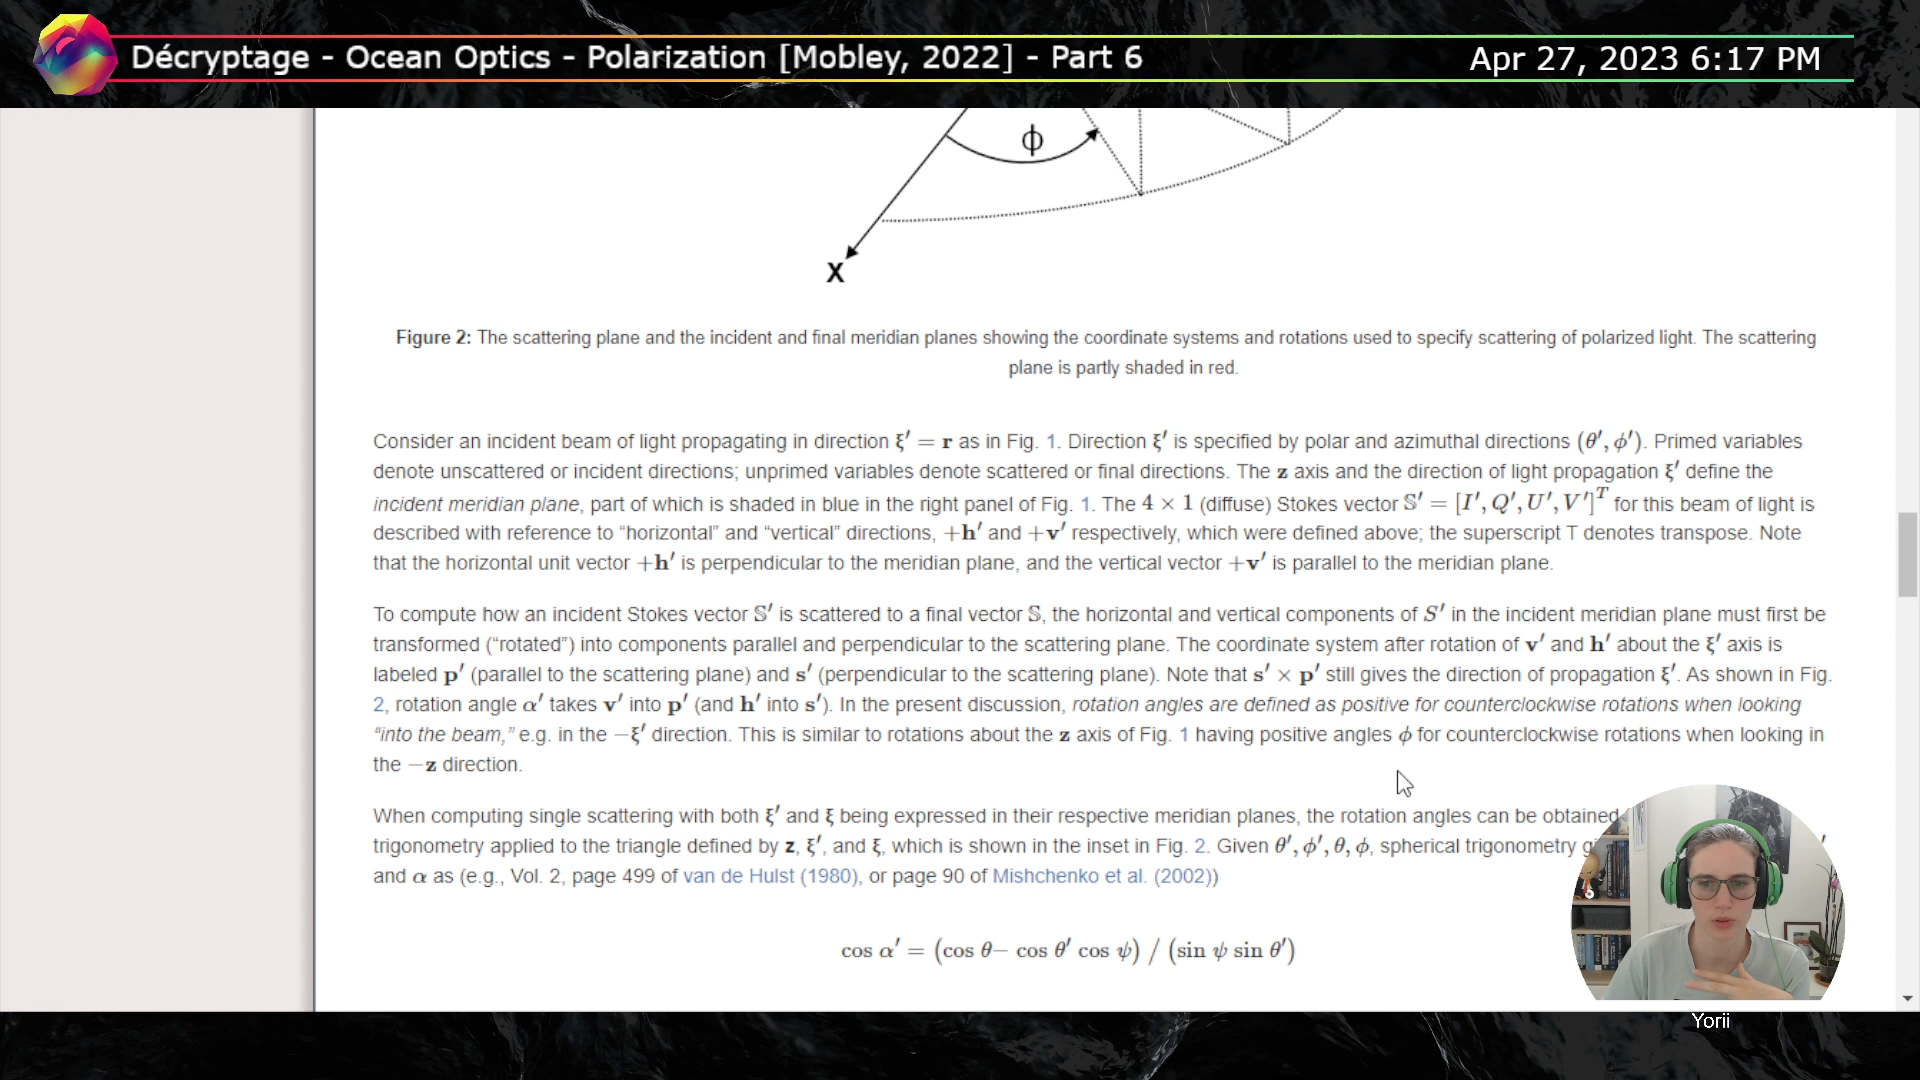 Décryptage - Ocean Optics - Polarization [Mobley, 2022] - Part 6
Apr 27, 2023 6:17 PM
ϕ
X
Figure 2: The scattering plane and the incident and final meridian planes showing the coordinate systems and rotations used to specify scattering of polarized light. The scattering
plane is partly shaded in red.
Consider an incident beam of light propagating in direction ξ′ = r as in Fig. 1. Direction ξ′ is specified by polar and azimuthal directions (θ′, ϕ′). Primed variables
denote unscattered or incident directions; unprimed variables denote scattered or final directions. The z axis and the direction of light propagation ξ′ define the
incident meridian plane, part of which is shaded in blue in the right panel of Fig. 1. The 4 × 1 (diffuse) Stokes vector 𝕊′ = [I′, Q′, U′, V′]ᵀ for this beam of light is
described with reference to “horizontal” and “vertical” directions, +h′ and +v′ respectively, which were defined above; the superscript T denotes transpose. Note
that the horizontal unit vector +h′ is perpendicular to the meridian plane, and the vertical vector +v′ is parallel to the meridian plane.
To compute how an incident Stokes vector 𝕊′ is scattered to a final vector 𝕊, the horizontal and vertical components of S′ in the incident meridian plane must first be
transformed (“rotated”) into components parallel and perpendicular to the scattering plane. The coordinate system after rotation of v′ and h′ about the ξ′ axis is
labeled p′ (parallel to the scattering plane) and s′ (perpendicular to the scattering plane). Note that s′ × p′ still gives the direction of propagation ξ′. As shown in Fig.
2, rotation angle α′ takes v′ into p′ (and h′ into s′). In the present discussion, rotation angles are defined as positive for counterclockwise rotations when looking
“into the beam,” e.g. in the −ξ′ direction. This is similar to rotations about the z axis of Fig. 1 having positive angles ϕ for counterclockwise rotations when looking in
the −z direction.
When computing single scattering with both ξ′ and ξ being expressed in their respective meridian planes, the rotation angles can be obtained
trigonometry applied to the triangle defined by z, ξ′, and ξ, which is shown in the inset in Fig. 2. Given θ′, ϕ′, θ, ϕ, spherical trigonometry
and α as (e.g., Vol. 2, page 499 of van de Hulst (1980), or page 90 of Mishchenko et al. (2002))
cos α′ = (cos θ− cos θ′ cos ψ) / (sin ψ sin θ′)
Yorii